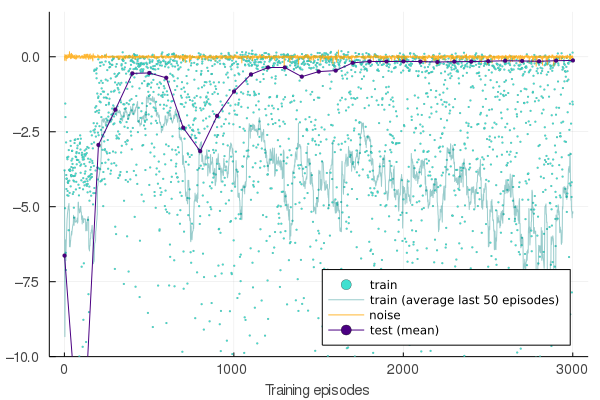 0.0
−2.5
−5.0
−7.5
−10.0
train
train (average last 50 episodes)
noise
test (mean)
0 1000 2000 3000
Training episodes